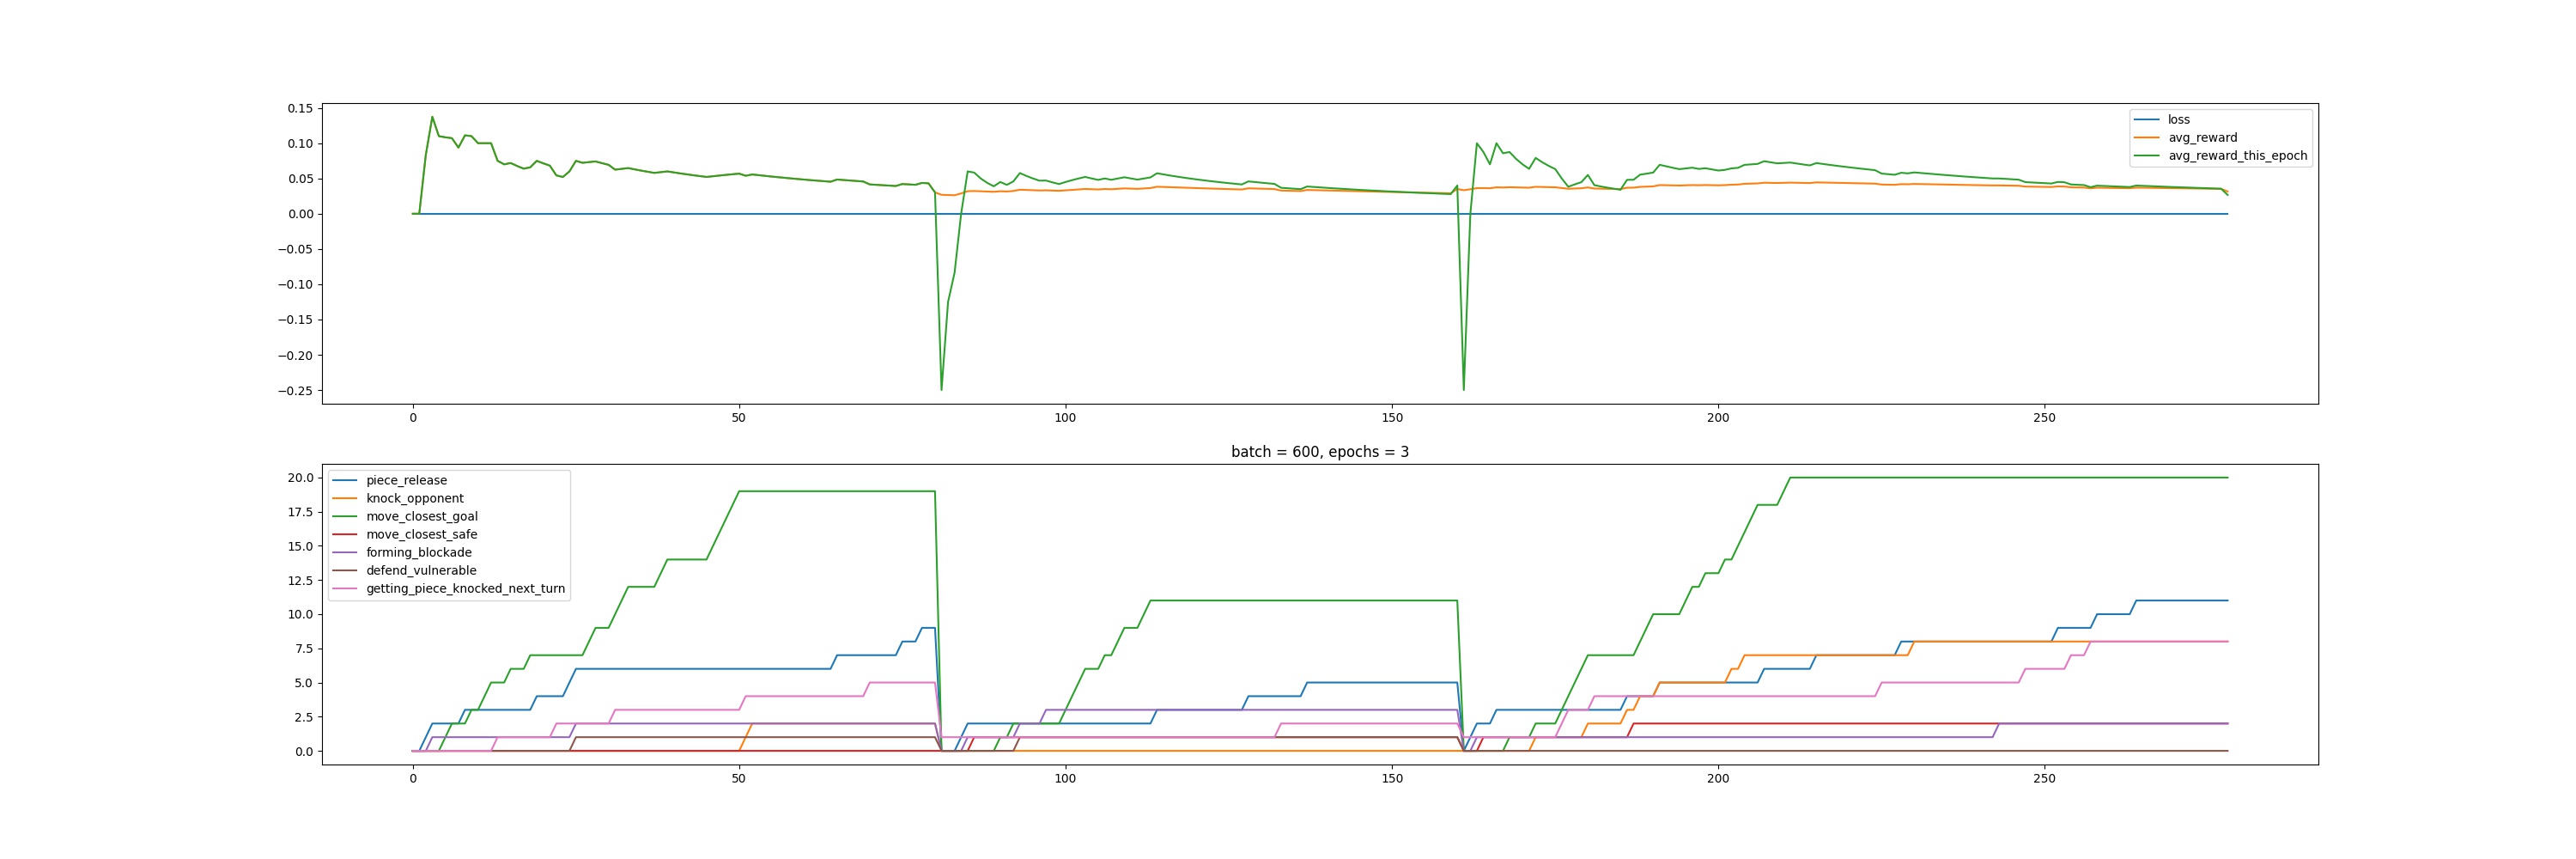 0.15
0.10
0.05
0.00
−0.05
−0.10
−0.15
−0.20
−0.25
loss
avg_reward
avg_reward_this_epoch
0 50 100 150 200 250
batch = 600, epochs = 3
20.0
17.5
15.0
12.5
10.0
7.5
5.0
2.5
0.0
piece_release
knock_opponent
move_closest_goal
move_closest_safe
forming_blockade
defend_vulnerable
getting_piece_knocked_next_turn
0 50 100 150 200 250